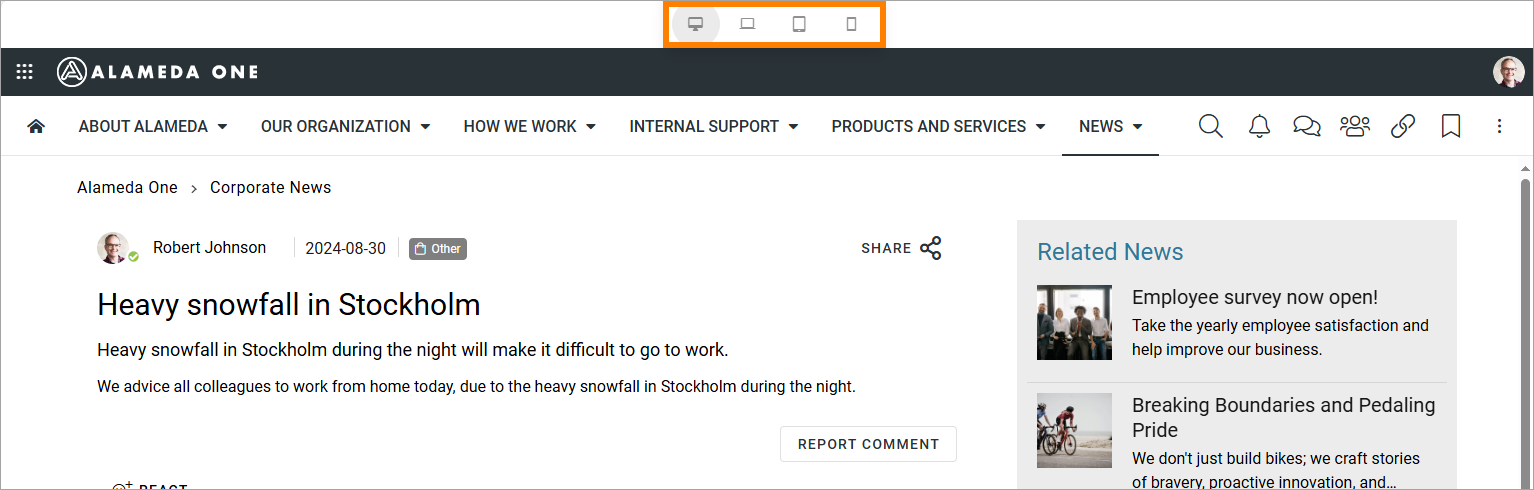 ALAMEDA ONE
ABOUT ALAMEDA OUR ORGANIZATION HOW WE WORK INTERNAL SUPPORT PRODUCTS AND SERVICES NEWS
Alameda One > Corporate News
Robert Johnson 2024-08-30 Other SHARE
Heavy snowfall in Stockholm
Heavy snowfall in Stockholm during the night will make it difficult to go to work.
We advice all colleagues to work from home today, due to the heavy snowfall in Stockholm during the night.
REPORT COMMENT
REACT
Related News
Employee survey now open!
Take the yearly employee satisfaction and
help improve our business.
Breaking Boundaries and Pedaling
Pride
We don't just build bikes; we craft stories
of bravery, proactive innovation, and...